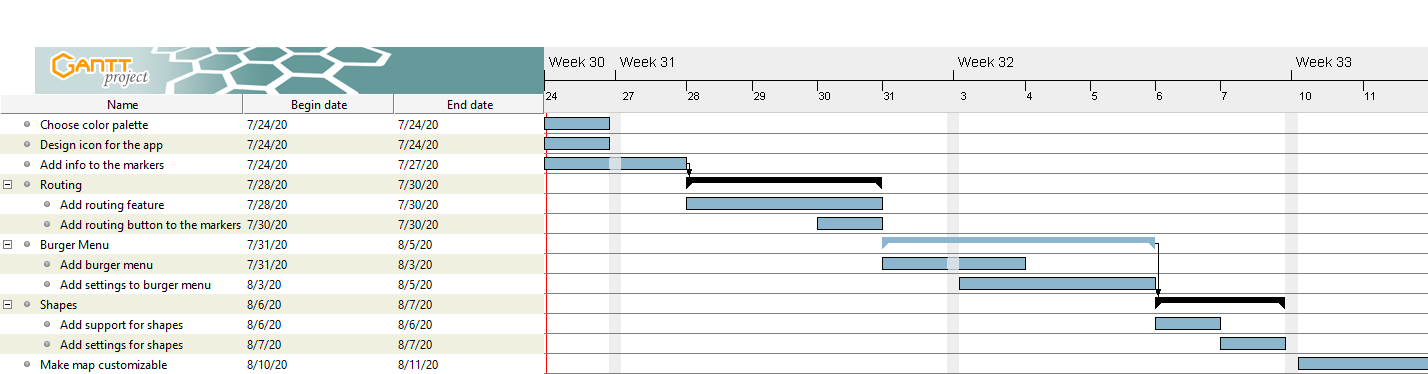 GANTT
project
Week 30 Week 31 Week 32 Week 33
24 27 28 29 30 31 3 4 5 6 7 10 11
Name Begin date End date
Choose color palette 7/24/20 7/24/20
Design icon for the app 7/24/20 7/24/20
Add info to the markers 7/24/20 7/27/20
Routing 7/28/20 7/30/20
Add routing feature 7/28/20 7/30/20
Add routing button to the markers 7/30/20 7/30/20
Burger Menu 7/31/20 8/5/20
Add burger menu 7/31/20 8/3/20
Add settings to burger menu 8/3/20 8/5/20
Shapes 8/6/20 8/7/20
Add support for shapes 8/6/20 8/6/20
Add settings for shapes 8/7/20 8/7/20
Make map customizable 8/10/20 8/11/20